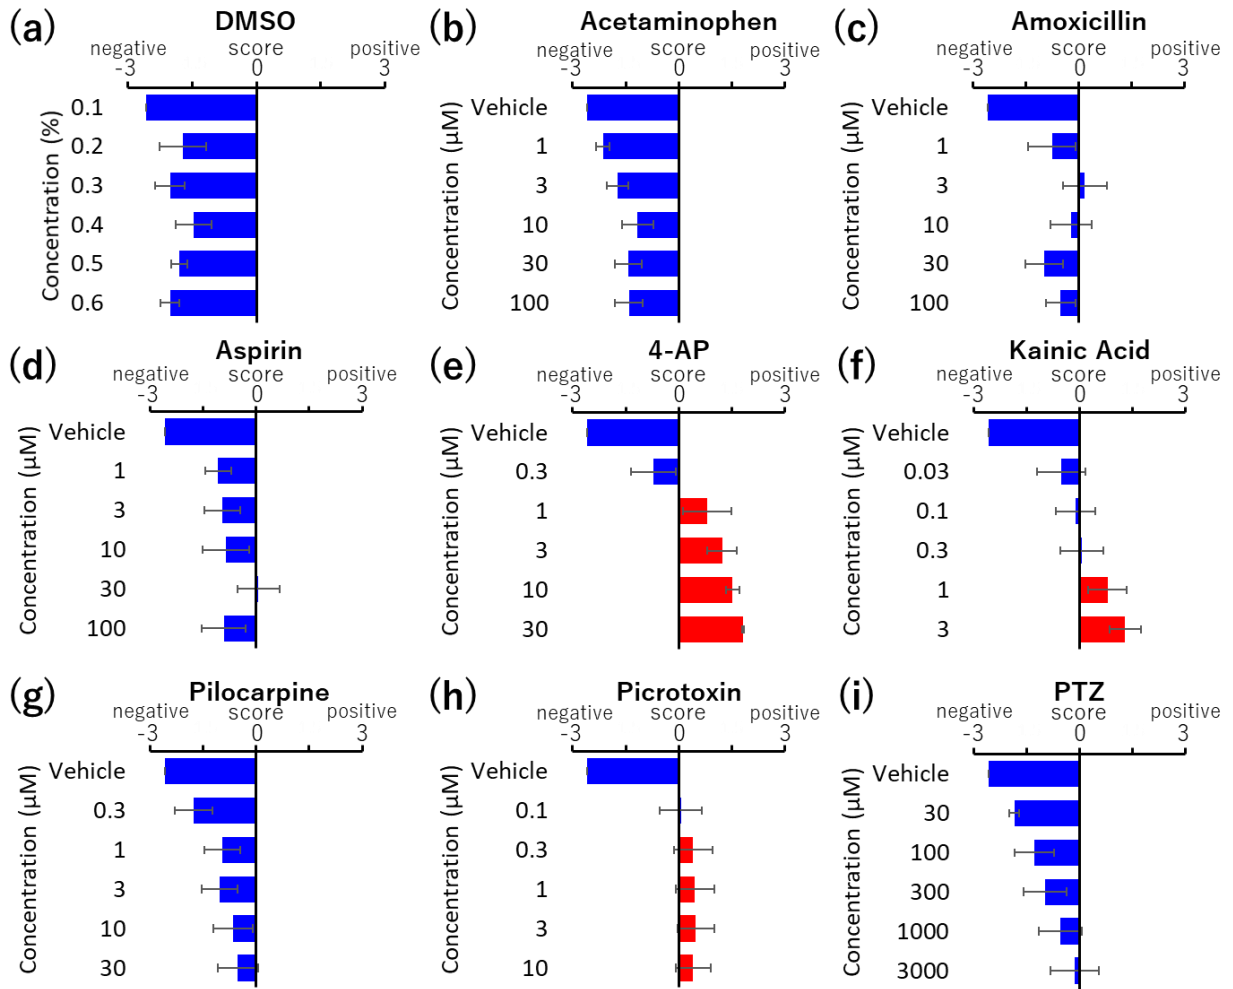 (a) DMSO
negative score positive
-3 0 3
Concentration (%)
0.1
0.2
0.3
0.4
0.5
0.6
(b) Acetaminophen
negative score positive
-3 0 3
Concentration (μM)
Vehicle
1
3
10
30
100
(c) Amoxicillin
negative score positive
-3 0 3
Concentration (μM)
Vehicle
1
3
10
30
100
(d) Aspirin
negative score positive
-3 0 3
Concentration (μM)
Vehicle
1
3
10
30
100
(e) 4-AP
negative score positive
-3 0 3
Concentration (μM)
Vehicle
0.3
1
3
10
30
(f) Kainic Acid
negative score positive
-3 0 3
Concentration (μM)
Vehicle
0.03
0.1
0.3
1
3
(g) Pilocarpine
negative score positive
-3 0 3
Concentration (μM)
Vehicle
0.3
1
3
10
30
(h) Picrotoxin
negative score positive
-3 0 3
Concentration (μM)
Vehicle
0.1
0.3
1
3
10
(i) PTZ
negative score positive
-3 0 3
Concentration (μM)
Vehicle
30
100
300
1000
3000